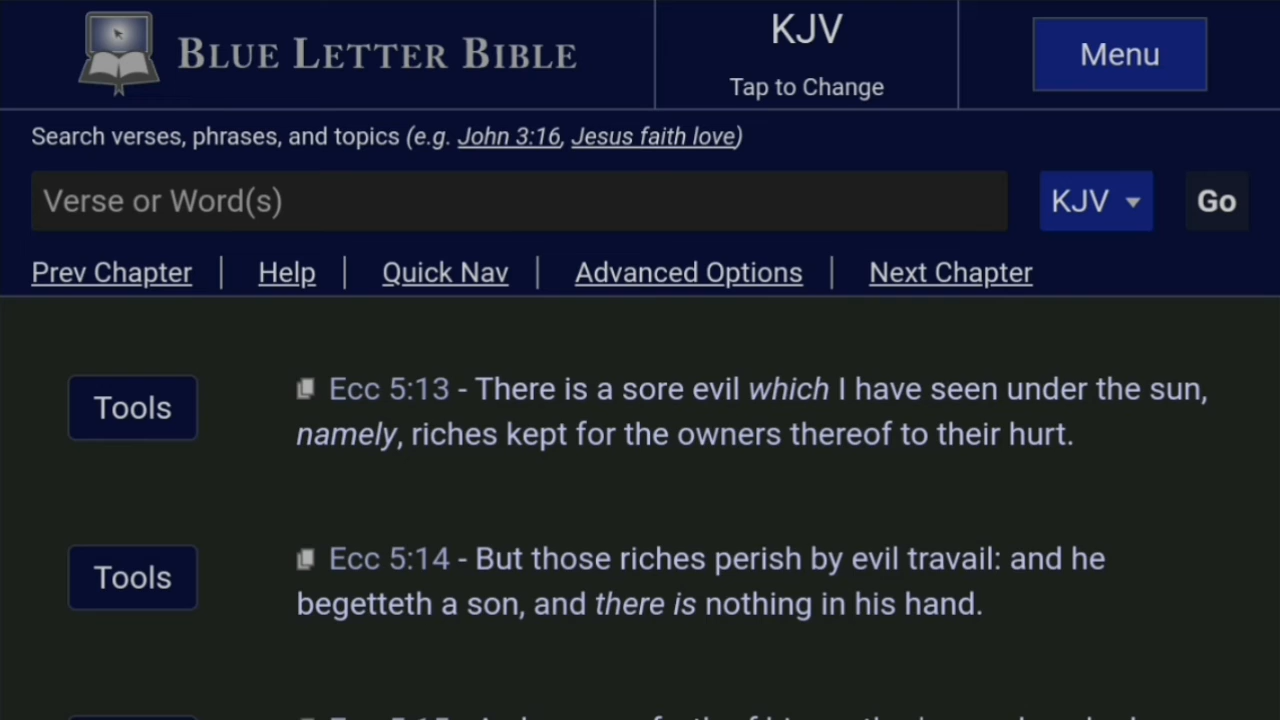 BLUE LETTER BIBLE
KJV
Tap to Change
Menu
Search verses, phrases, and topics (e.g. John 3:16, Jesus faith love)
Verse or Word(s)
KJV
Go
Prev Chapter | Help | Quick Nav | Advanced Options | Next Chapter
Tools
Ecc 5:13 - There is a sore evil which I have seen under the sun,
namely, riches kept for the owners thereof to their hurt.
Tools
Ecc 5:14 - But those riches perish by evil travail: and he
begetteth a son, and there is nothing in his hand.